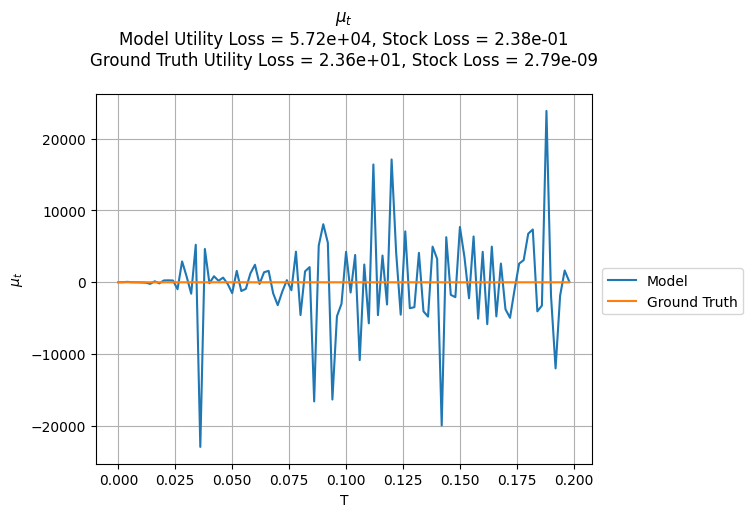 μ_t
Model Utility Loss = 5.72e+04, Stock Loss = 2.38e-01
Ground Truth Utility Loss = 2.36e+01, Stock Loss = 2.79e-09
20000
10000
0
−10000
−20000
μ_t
0.000 0.025 0.050 0.075 0.100 0.125 0.150 0.175 0.200
T
Model
Ground Truth